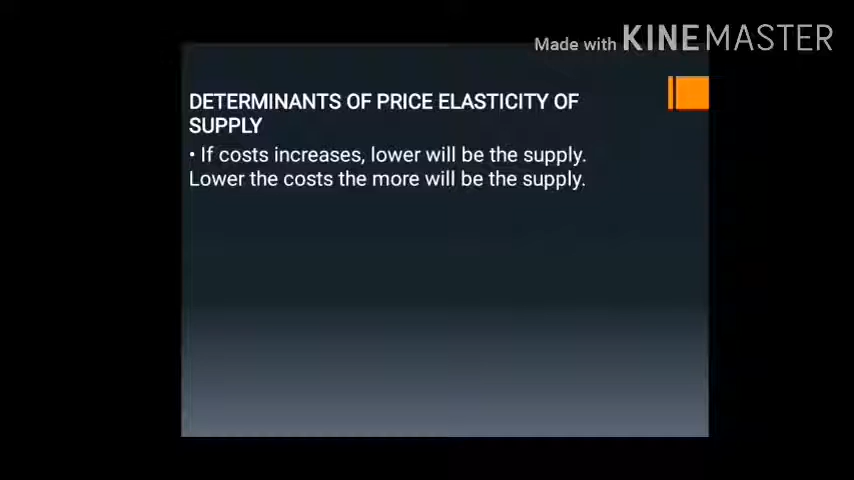 Made with KINEMASTER
DETERMINANTS OF PRICE ELASTICITY OF
SUPPLY
• If costs increases, lower will be the supply.
Lower the costs the more will be the supply.